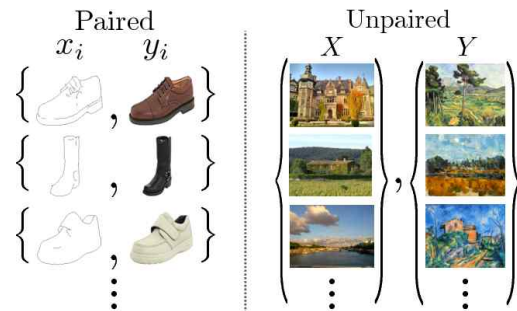 Paired
x_i
y_i
{ , }
{ , }
{ , }
⋮
Unpaired
X
Y
{ } , { }
⋮
⋮